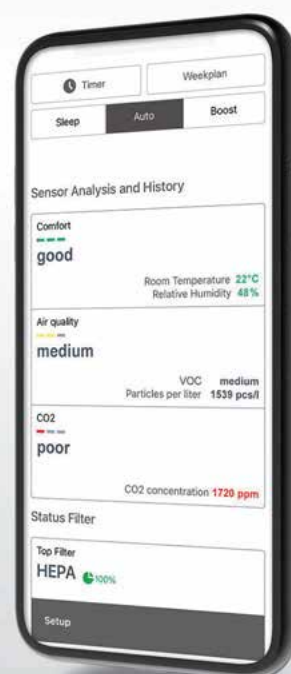 Timer
Weekplan
Sleep
Auto
Boost
Sensor Analysis and History
Comfort
good
Room Temperature 22°C
Relative Humidity 48%
Air quality
medium
VOC medium
Particles per liter 1539 pcs/l
CO2
poor
CO2 concentration 1720 ppm
Status Filter
Top Filter
HEPA 100%
Setup